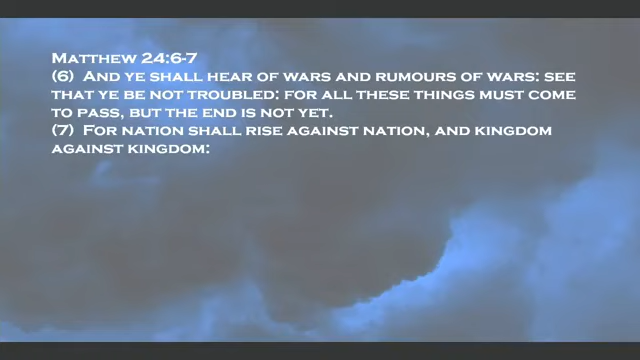 MATTHEW 24:6-7
(6) AND YE SHALL HEAR OF WARS AND RUMOURS OF WARS: SEE
THAT YE BE NOT TROUBLED: FOR ALL THESE THINGS MUST COME
TO PASS, BUT THE END IS NOT YET.
(7) FOR NATION SHALL RISE AGAINST NATION, AND KINGDOM
AGAINST KINGDOM: